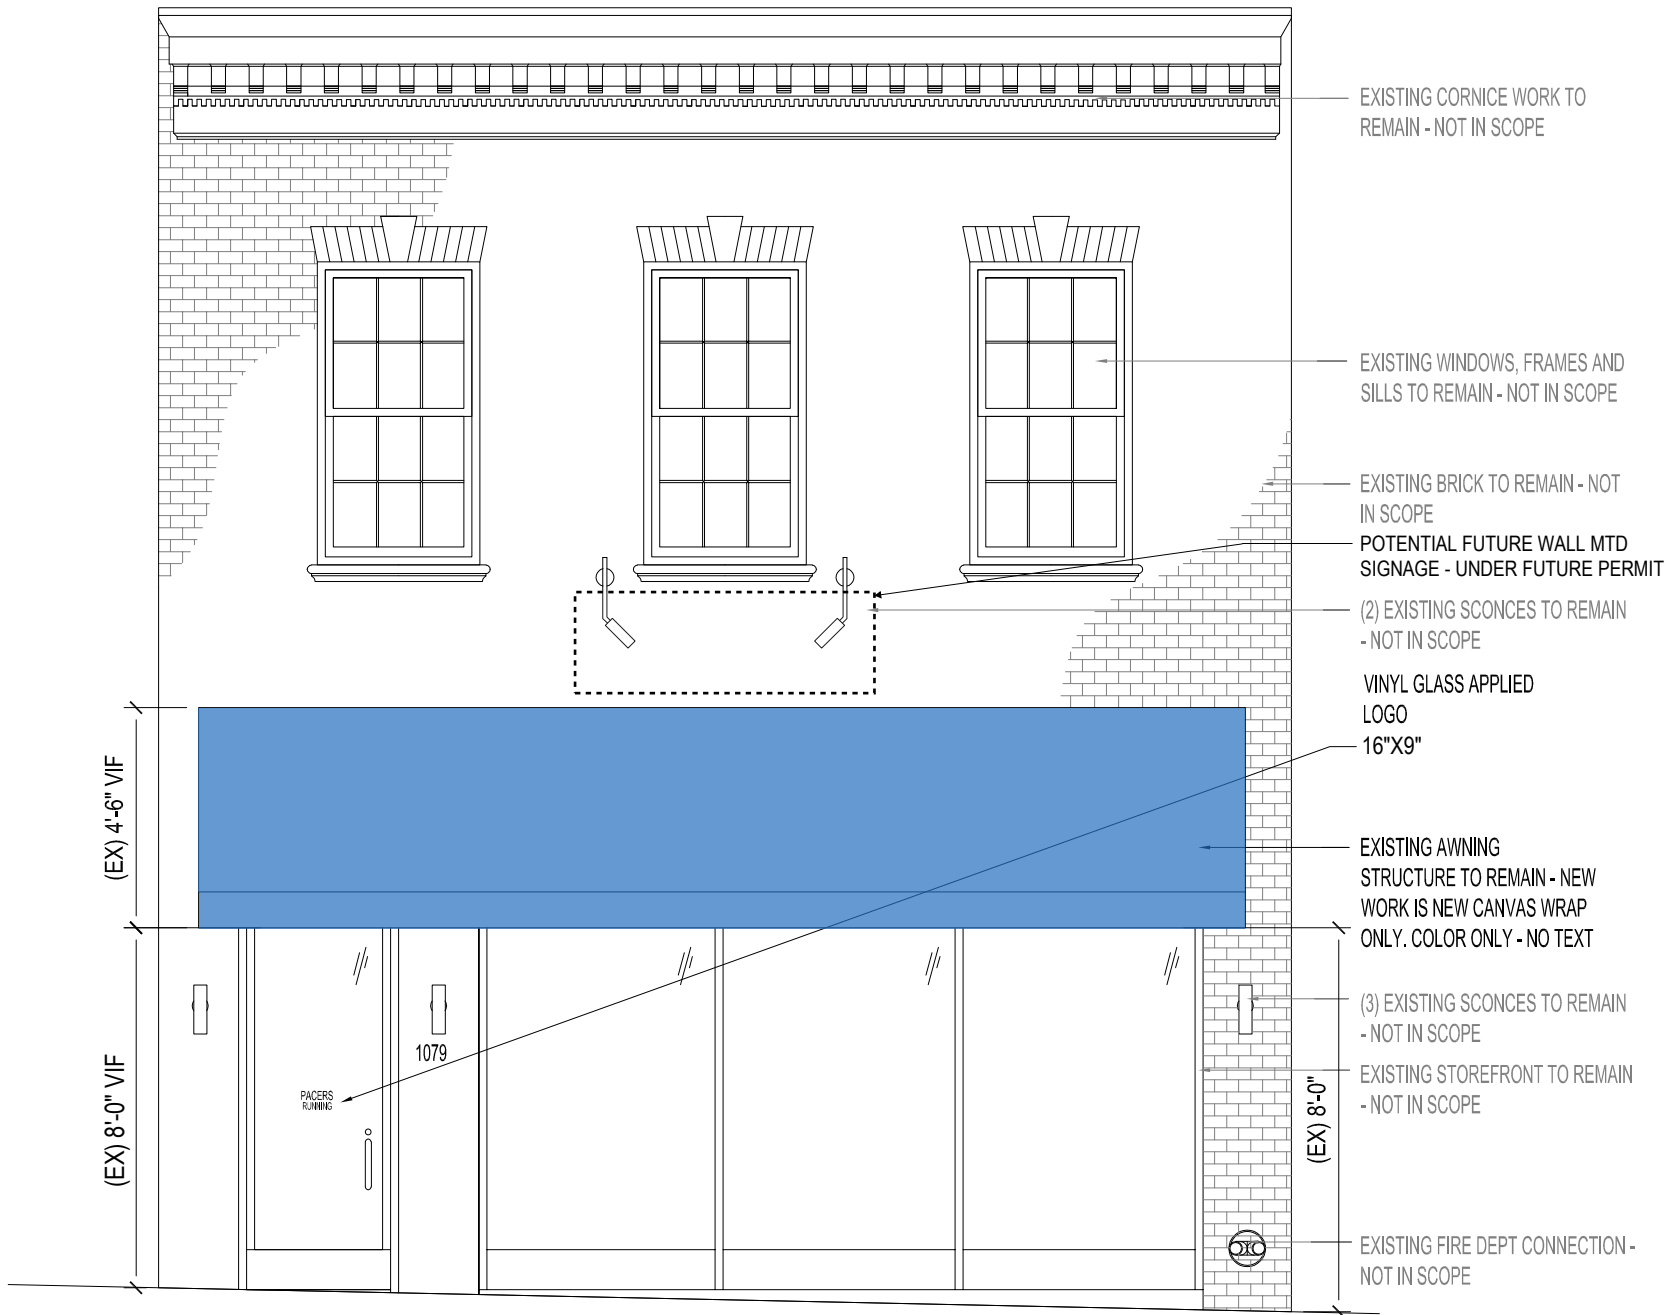 EXISTING CORNICE WORK TO
REMAIN - NOT IN SCOPE
EXISTING WINDOWS, FRAMES AND
SILLS TO REMAIN - NOT IN SCOPE
EXISTING BRICK TO REMAIN - NOT
IN SCOPE
POTENTIAL FUTURE WALL MTD
SIGNAGE - UNDER FUTURE PERMIT
(2) EXISTING SCONCES TO REMAIN
- NOT IN SCOPE
VINYL GLASS APPLIED
LOGO
16"X9"
(EX) 4'-6" VIF
EXISTING AWNING
STRUCTURE TO REMAIN - NEW
WORK IS NEW CANVAS WRAP
ONLY. COLOR ONLY - NO TEXT
(3) EXISTING SCONCES TO REMAIN
- NOT IN SCOPE
1079
EXISTING STOREFRONT TO REMAIN
- NOT IN SCOPE
PACERS
RUNNING
(EX) 8'-0" VIF
(EX) 8'-0"
EXISTING FIRE DEPT CONNECTION -
NOT IN SCOPE